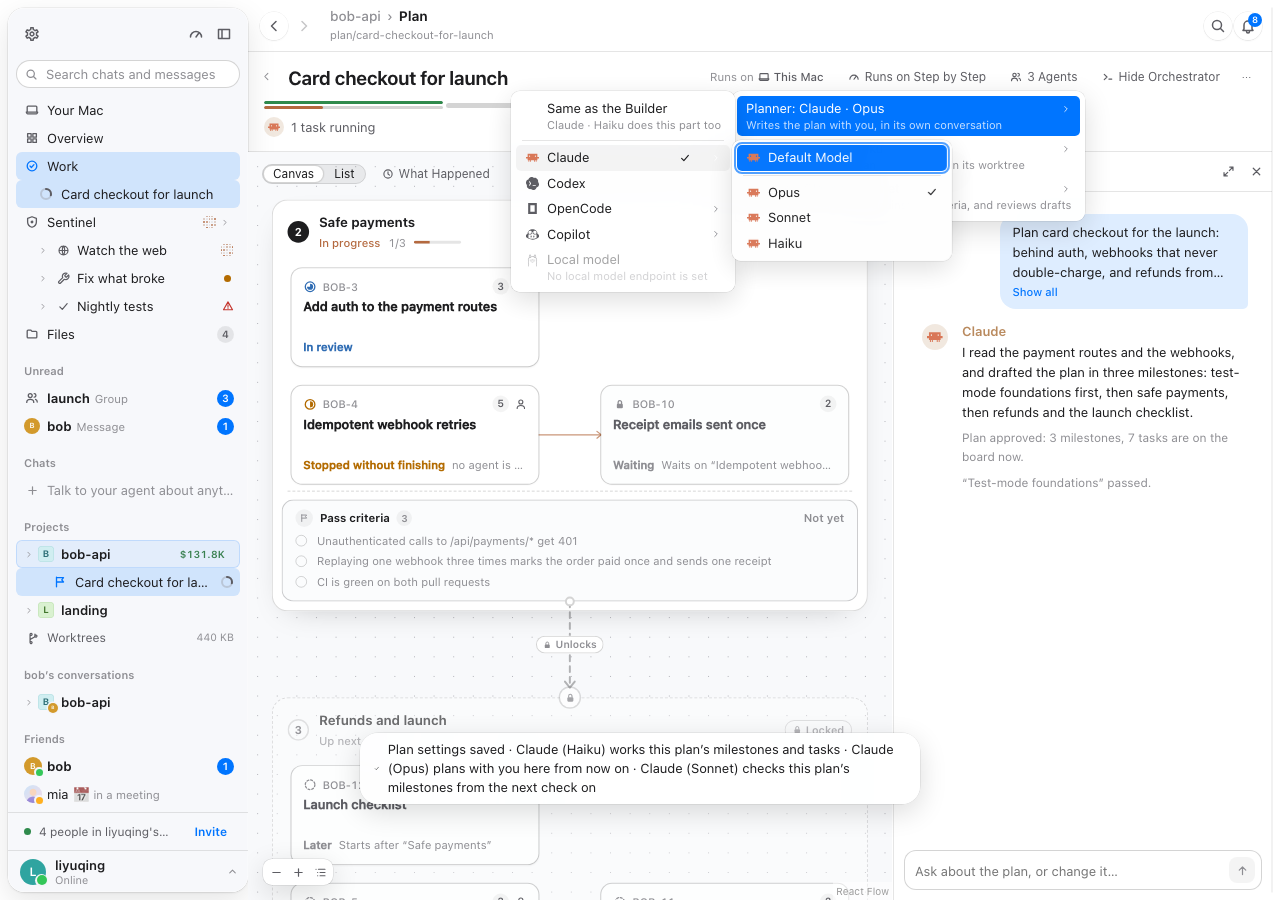 Search chats and messages
Your Mac
Overview
Work
Card checkout for launch
Sentinel
Watch the web
Fix what broke
Nightly tests
Files
4
Unread
launch Group
3
B
bob Message
1
Chats
Talk to your agent about anyt...
Projects
B
bob-api
$131.8K
Card checkout for la...
L
landing
Worktrees
440 KB
bob's conversations
B
bob-api
Friends
B
bob
1
mia 17 in a meeting
4 people in liyuqing's...
Invite
L
liyuqing
Online
bob-api › Plan
plan/card-checkout-for-launch
8
Card checkout for launch
Runs on This Mac
Runs on Step by Step
3 Agents
Hide Orchestrator
1 task running
Canvas
List
What Happened
Same as the Builder
Claude · Haiku does this part too
Claude
Codex
OpenCode
Copilot
Local model
No local model endpoint is set
Planner: Claude · Opus
Writes the plan with you, in its own conversation
n its worktree
eria, and reviews drafts
Default Model
Opus
Sonnet
Haiku
2
Safe payments
In progress 1/3
BOB-3
3
Add auth to the payment routes
In review
BOB-4
5
Idempotent webhook retries
Stopped without finishing no agent is ...
BOB-10
2
Receipt emails sent once
Waiting Waits on “Idempotent webhoo...
Pass criteria 3
Not yet
Unauthenticated calls to /api/payments/* get 401
Replaying one webhook three times marks the order paid once and sends one receipt
CI is green on both pull requests
Unlocks
3
Refunds and launch
Up next
Locked
BOB-12
Launch checklist
Later Starts after “Safe payments”
Plan settings saved · Claude (Haiku) works this plan’s milestones and tasks · Claude
(Opus) plans with you here from now on · Claude (Sonnet) checks this plan’s
milestones from the next check on
React Flow
Plan card checkout for the launch:
behind auth, webhooks that never
double-charge, and refunds from...
Show all
Claude
I read the payment routes and the webhooks,
and drafted the plan in three milestones: test-
mode foundations first, then safe payments,
then refunds and the launch checklist.
Plan approved: 3 milestones, 7 tasks are on the
board now.
“Test-mode foundations” passed.
Ask about the plan, or change it...